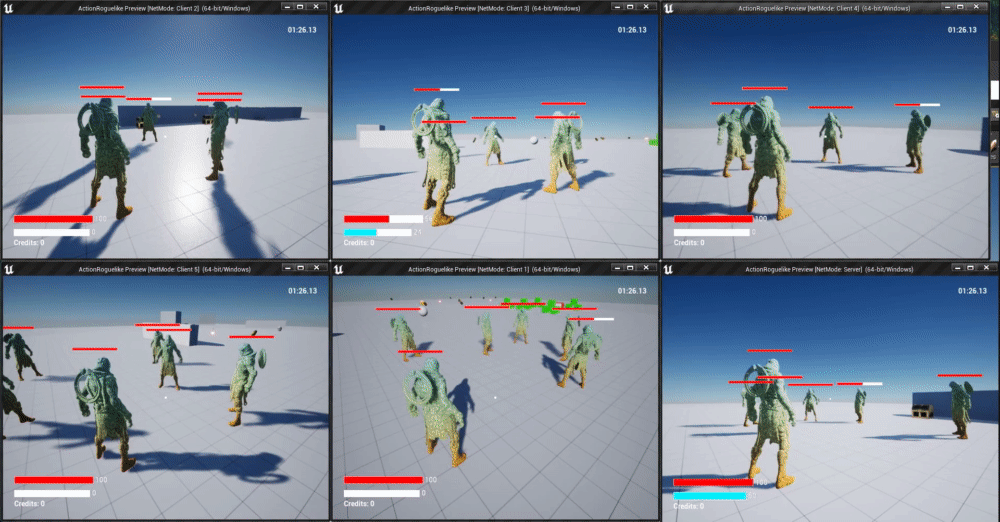 ActionRoguelike Preview [NetMode: Client 2] (64-bit/Windows)
01:26.13
100
0
Credits: 0
ActionRoguelike Preview [NetMode: Client 3] (64-bit/Windows)
01:26.13
Credits: 0
ActionRoguelike Preview [NetMode: Client 4] (64-bit/Windows)
01:26.13
100
0
Credits: 0
ActionRoguelike Preview [NetMode: Client 5] (64-bit/Windows)
01:26.13
100
0
Credits: 0
ActionRoguelike Preview [NetMode: Client 1] (64-bit/Windows)
01:26.13
100
0
Credits: 0
ActionRoguelike Preview [NetMode: Server] (64-bit/Windows)
01:26.13
100
Credits: 0